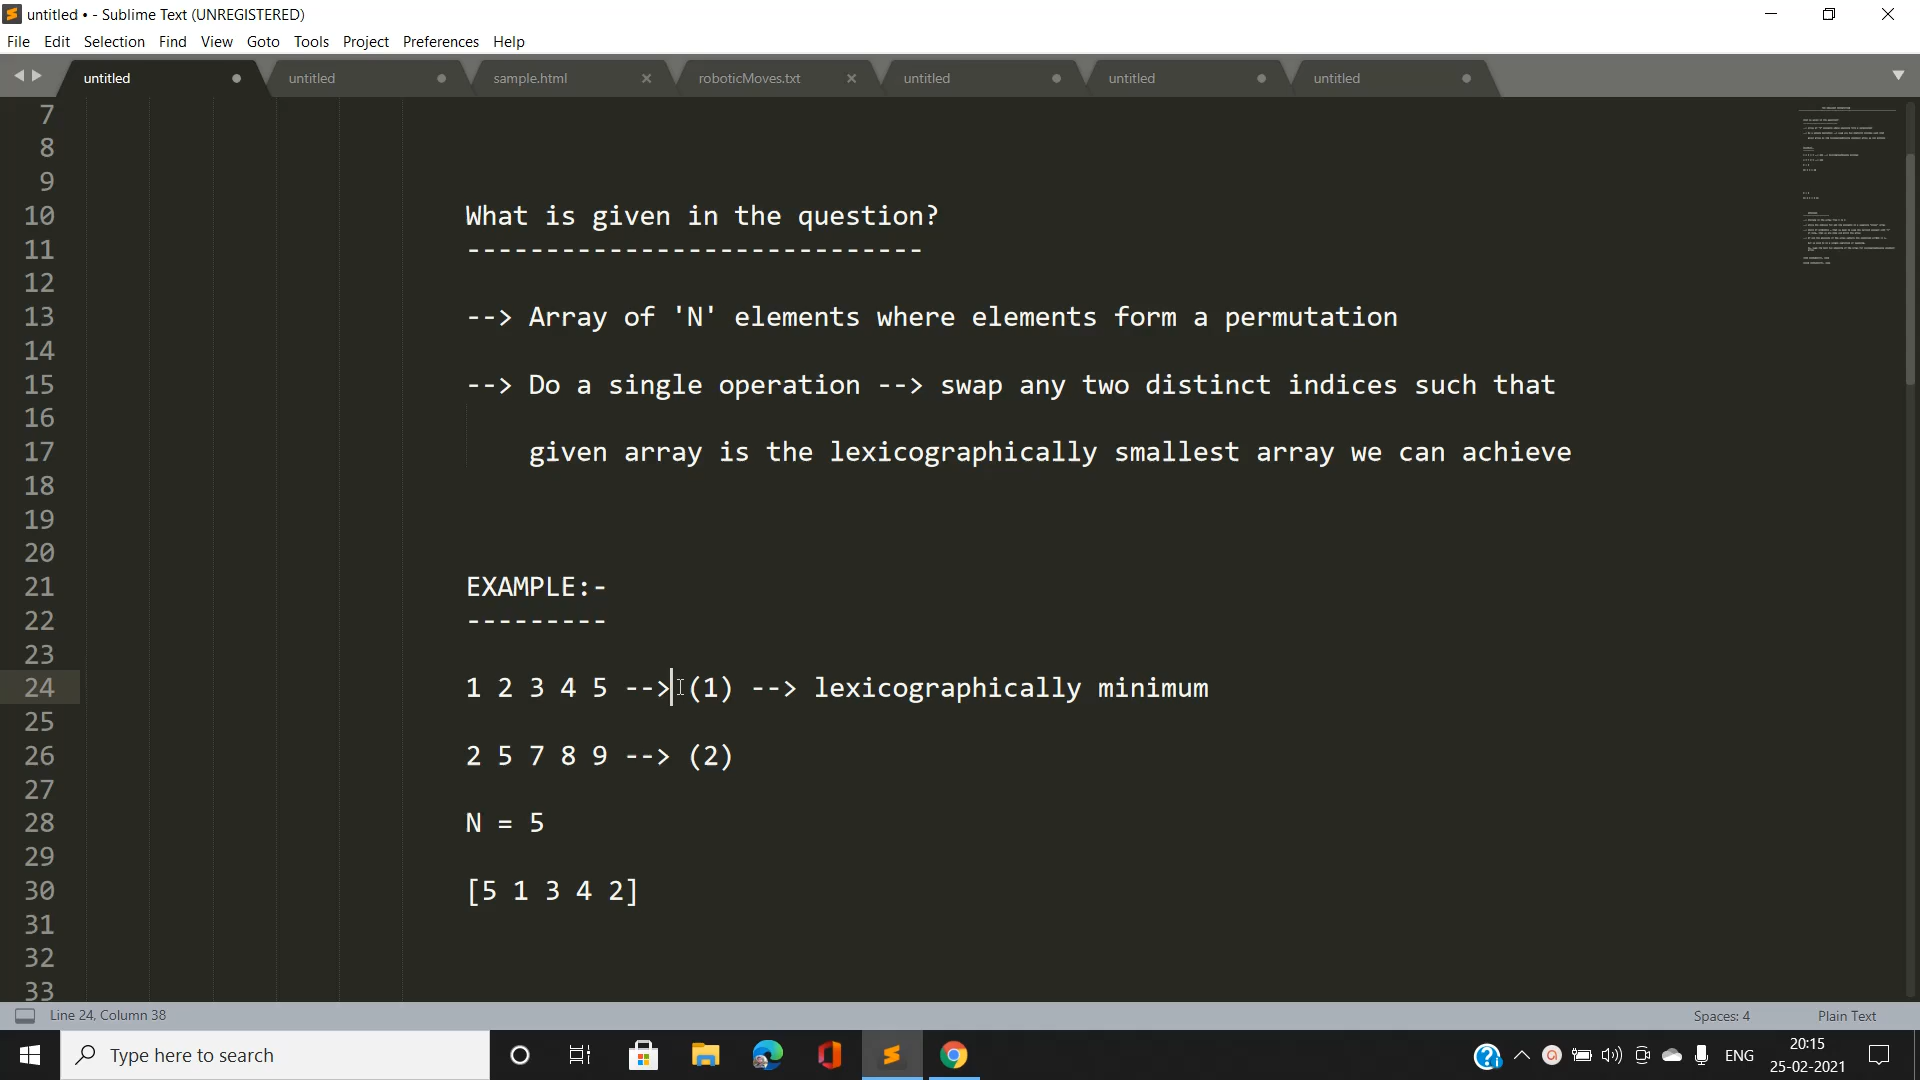 untitled • - Sublime Text (UNREGISTERED)
File Edit Selection Find View Goto Tools Project Preferences Help
untitled untitled sample.html roboticMoves.txt untitled untitled untitled
7
8
9
10 What is given in the question?
11 -----------------------------
12
13 --> Array of 'N' elements where elements form a permutation
14
15 --> Do a single operation --> swap any two distinct indices such that
16
17 given array is the lexicographically smallest array we can achieve
18
19
20
21 EXAMPLE:-
22 ---------
23
24 1 2 3 4 5 --> (1) --> lexicographically minimum
25
26 2 5 7 8 9 --> (2)
27
28 N = 5
29
30 [5 1 3 4 2]
31
32
33
Line 24, Column 38 Spaces: 4 Plain Text
Type here to search
ENG
20:15
25-02-2021